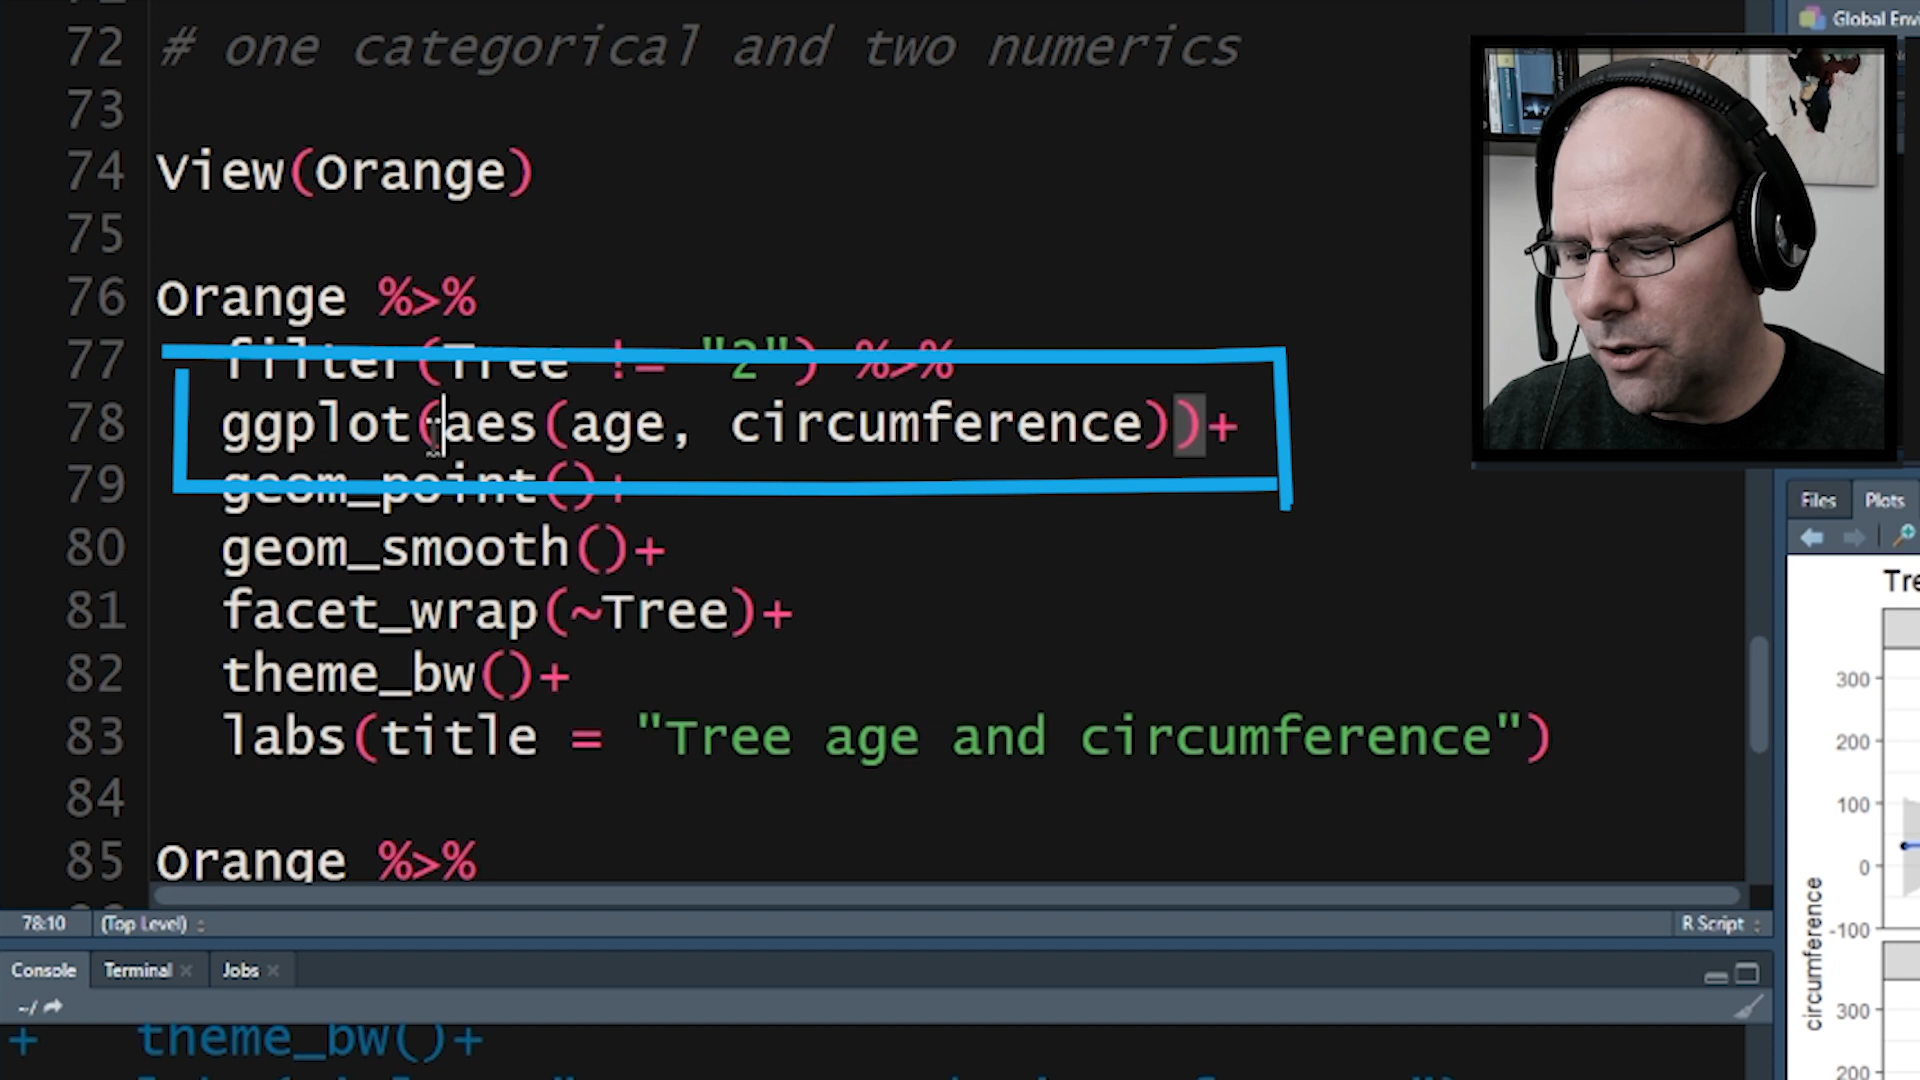 72 # one categorical and two numerics
73
74 View(Orange)
75
76 Orange %>%
77 filter(Tree != "2") %>%
78 ggplot(aes(age, circumference))+
79 geom_point()+
80 geom_smooth()+
81 facet_wrap(~Tree)+
82 theme_bw()+
83 labs(title = "Tree age and circumference")
84
85 Orange %>%
78:10 (Top Level) R Script
Console Terminal Jobs
~/
+ theme_bw()+
Global Envi
Files Plots
Tre
300
200
100
0
-100
circumference
300
200